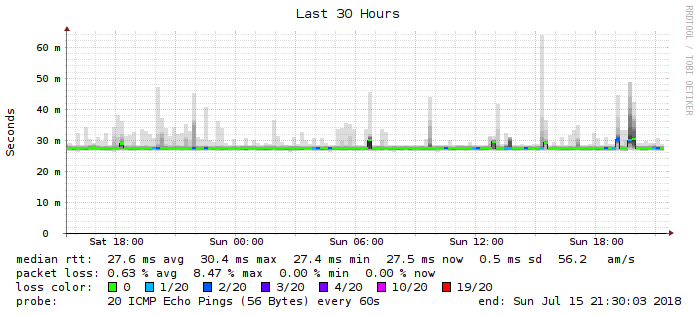 Last 30 Hours
RRDTOOL / TOBI OETIKER
Seconds
60 m
50 m
40 m
30 m
20 m
10 m
0
Sat 18:00 Sun 00:00 Sun 06:00 Sun 12:00 Sun 18:00
median rtt: 27.6 ms avg 30.4 ms max 27.4 ms min 27.5 ms now 0.5 ms sd 56.2 am/s
packet loss: 0.63 % avg 8.47 % max 0.00 % min 0.00 % now
loss color: 0 1/20 2/20 3/20 4/20 10/20 19/20
probe: 20 ICMP Echo Pings (56 Bytes) every 60s end: Sun Jul 15 21:30:03 2018